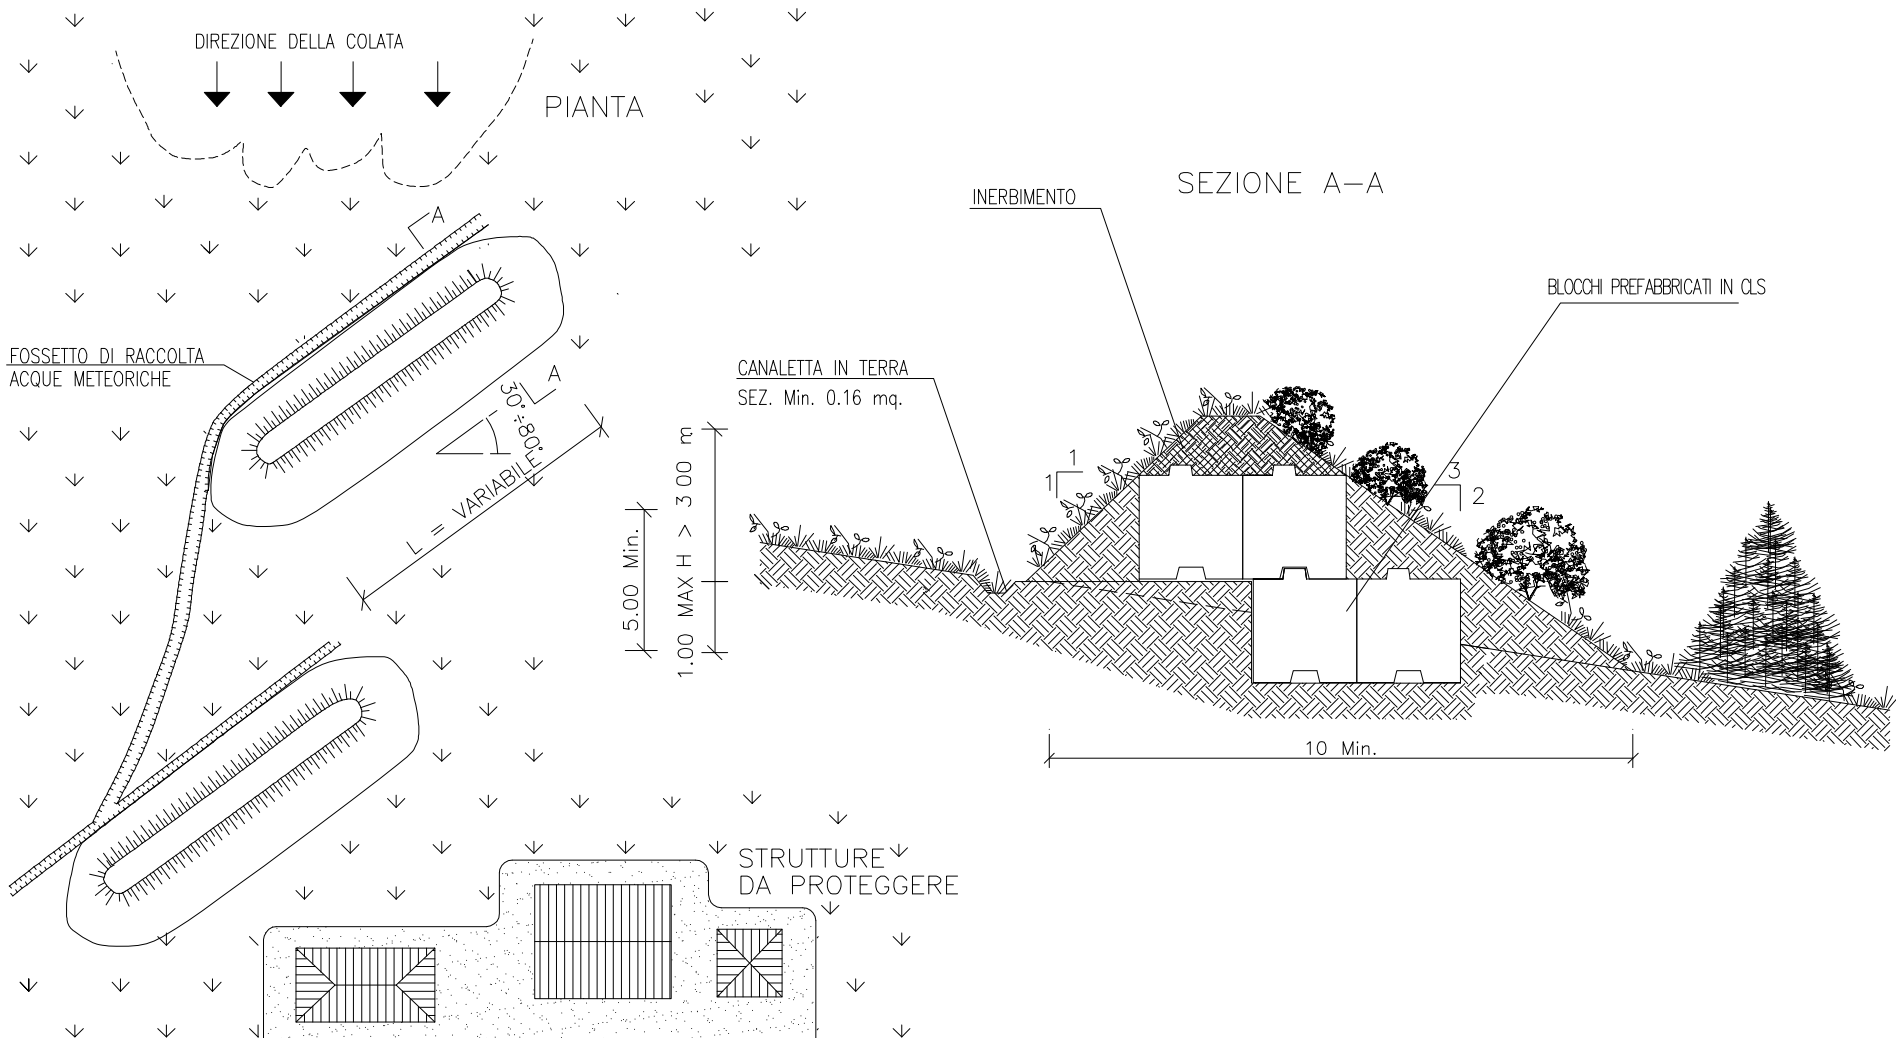 DIREZIONE DELLA COLATA
PIANTA
A
FOSSETTO DI RACCOLTA
ACQUE METEORICHE
A
30°÷80°
L = VARIABILE
STRUTTURE
DA PROTEGGERE
SEZIONE A-A
INERBIMENTO
BLOCCHI PREFABBRICATI IN CLS
CANALETTA IN TERRA
SEZ. Min. 0.16 mq.
1
1
3
2
5.00 Min.
1.00 MAX H > 3 00 m
10 Min.